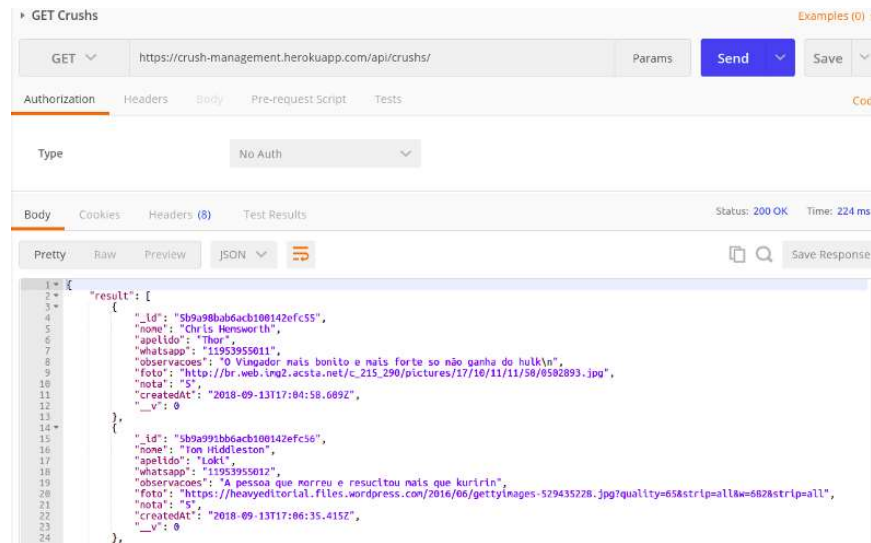 GET Crushs Examples (0)
GET https://crush-management.herokuapp.com/api/crushs/ Params Send Save
Authorization Headers Body Pre-request Script Tests Cod
Type No Auth
Body Cookies Headers (8) Test Results Status: 200 OK Time: 224 ms
Pretty Raw Preview JSON Save Response
1 {
2 "result": [
3 {
4 "_id": "5b9a98bab6acb100142efc55",
5 "nome": "Chris Hemsworth",
6 "apelido": "Thor",
7 "whatsapp": "11953955011",
8 "observacoes": "O Vingador mais bonito e mais forte so não ganha do hulk\n",
9 "foto": "http://br.web.img2.acsta.net/c_215_290/pictures/17/10/11/11/50/0502893.jpg",
10 "nota": "5",
11 "createdAt": "2018-09-13T17:04:58.609Z",
12 "__v": 0
13 },
14 {
15 "_id": "5b9a991bb6acb100142efc56",
16 "nome": "Tom Hiddleston",
17 "apelido": "Loki",
18 "whatsapp": "11953955012",
19 "observacoes": "A pessoa que morreu e resucitou mais que kuririn",
20 "foto": "https://heavyeditorial.files.wordpress.com/2016/06/gettyimages-529435228.jpg?quality=65&strip=all&w=682&strip=all",
21 "nota": "5",
22 "createdAt": "2018-09-13T17:06:35.415Z",
23 "__v": 0
24 },